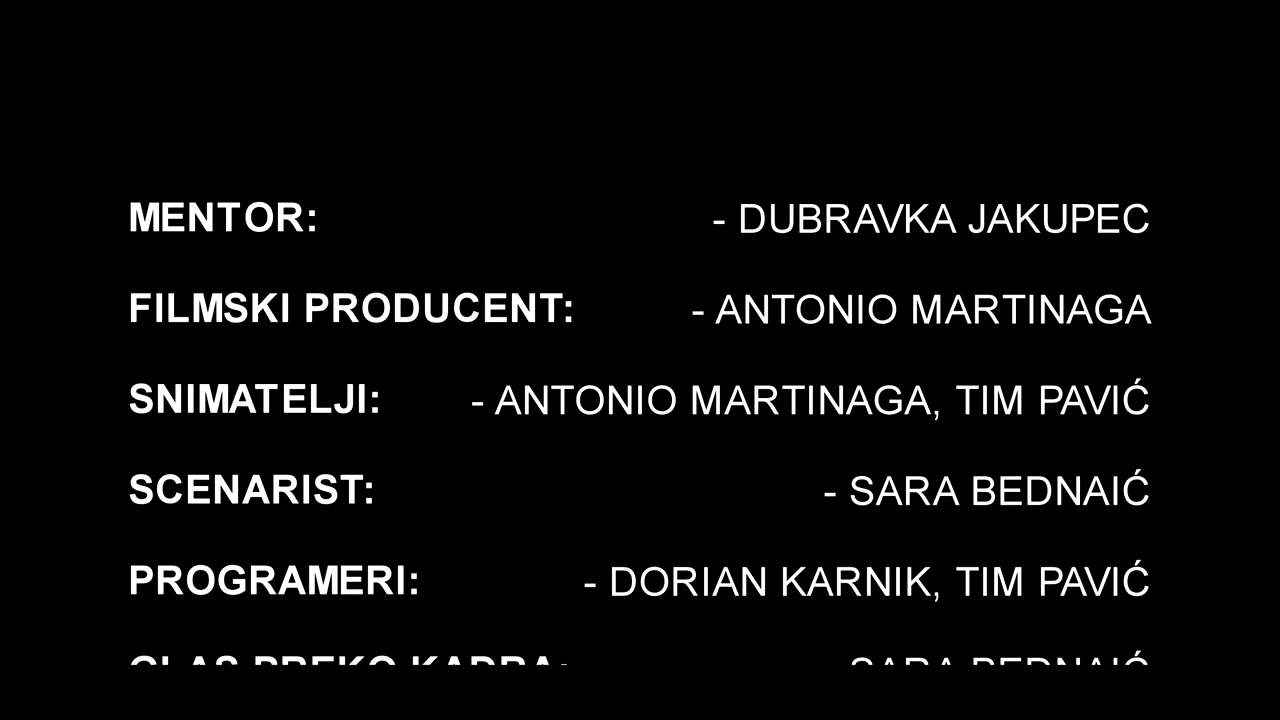 MENTOR: - DUBRAVKA JAKUPEC
FILMSKI PRODUCENT: - ANTONIO MARTINAGA
SNIMATELJI: - ANTONIO MARTINAGA, TIM PAVIĆ
SCENARIST: - SARA BEDNAIĆ
PROGRAMERI: - DORIAN KARNIK, TIM PAVIĆ
GLAS PREKO KADRA: SARA BEDNAIĆ